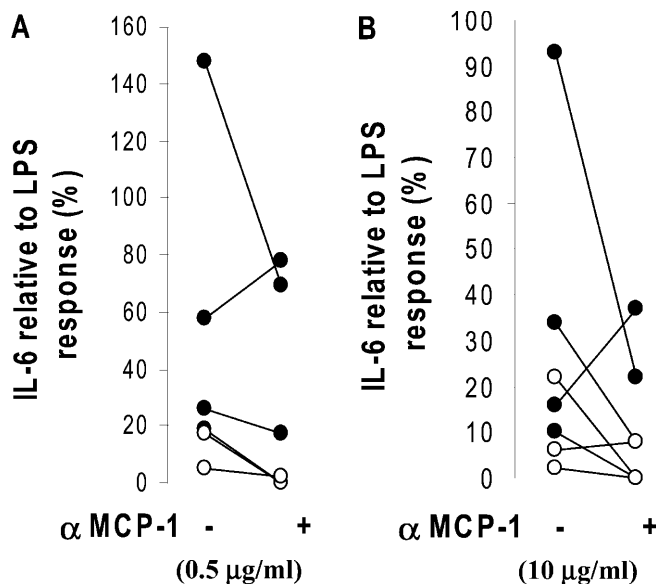 A
IL-6 relative to LPS
response (%)
160
140
120
100
80
60
40
20
0
α MCP-1 - +
(0.5 µg/ml)
B
IL-6 relative to LPS
response (%)
100
90
80
70
60
50
40
30
20
10
0
α MCP-1 - +
(10 µg/ml)